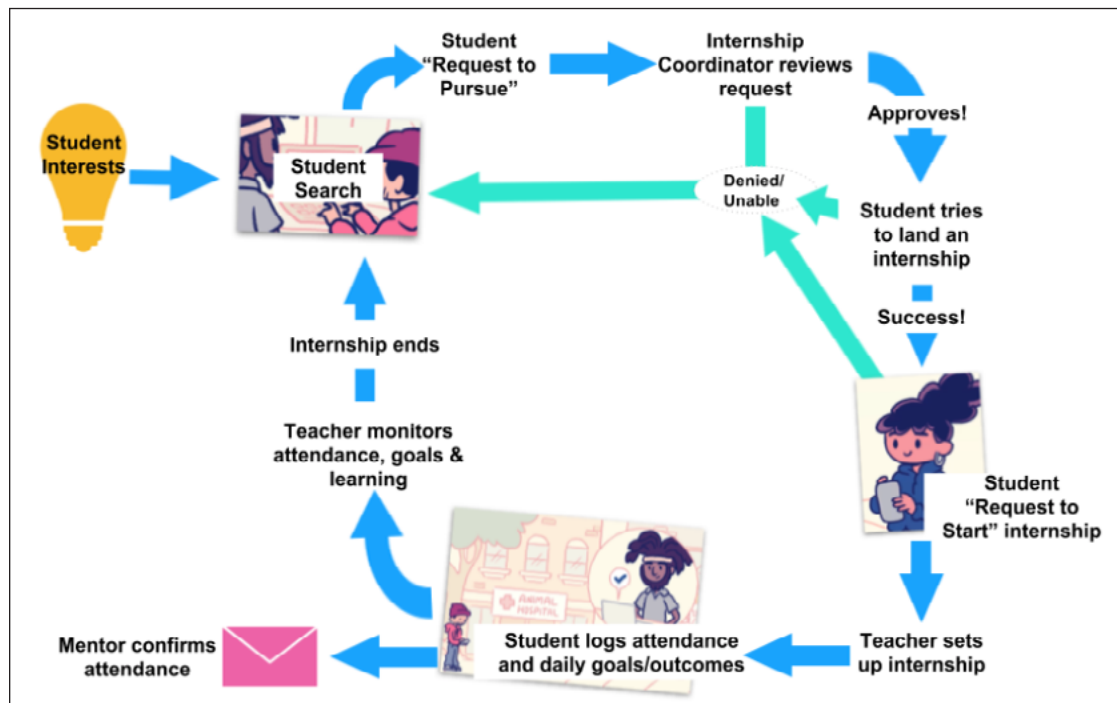 Student
Interests
Student
Search
Student
“Request to
Pursue”
Internship
Coordinator reviews
request
Approves!
Denied/
Unable
Student tries
to land an
internship
Success!
Student
“Request to
Start” internship
Teacher sets
up internship
ANIMAL
HOSPITAL
Student logs attendance
and daily goals/outcomes
Mentor confirms
attendance
Teacher monitors
attendance, goals &
learning
Internship ends